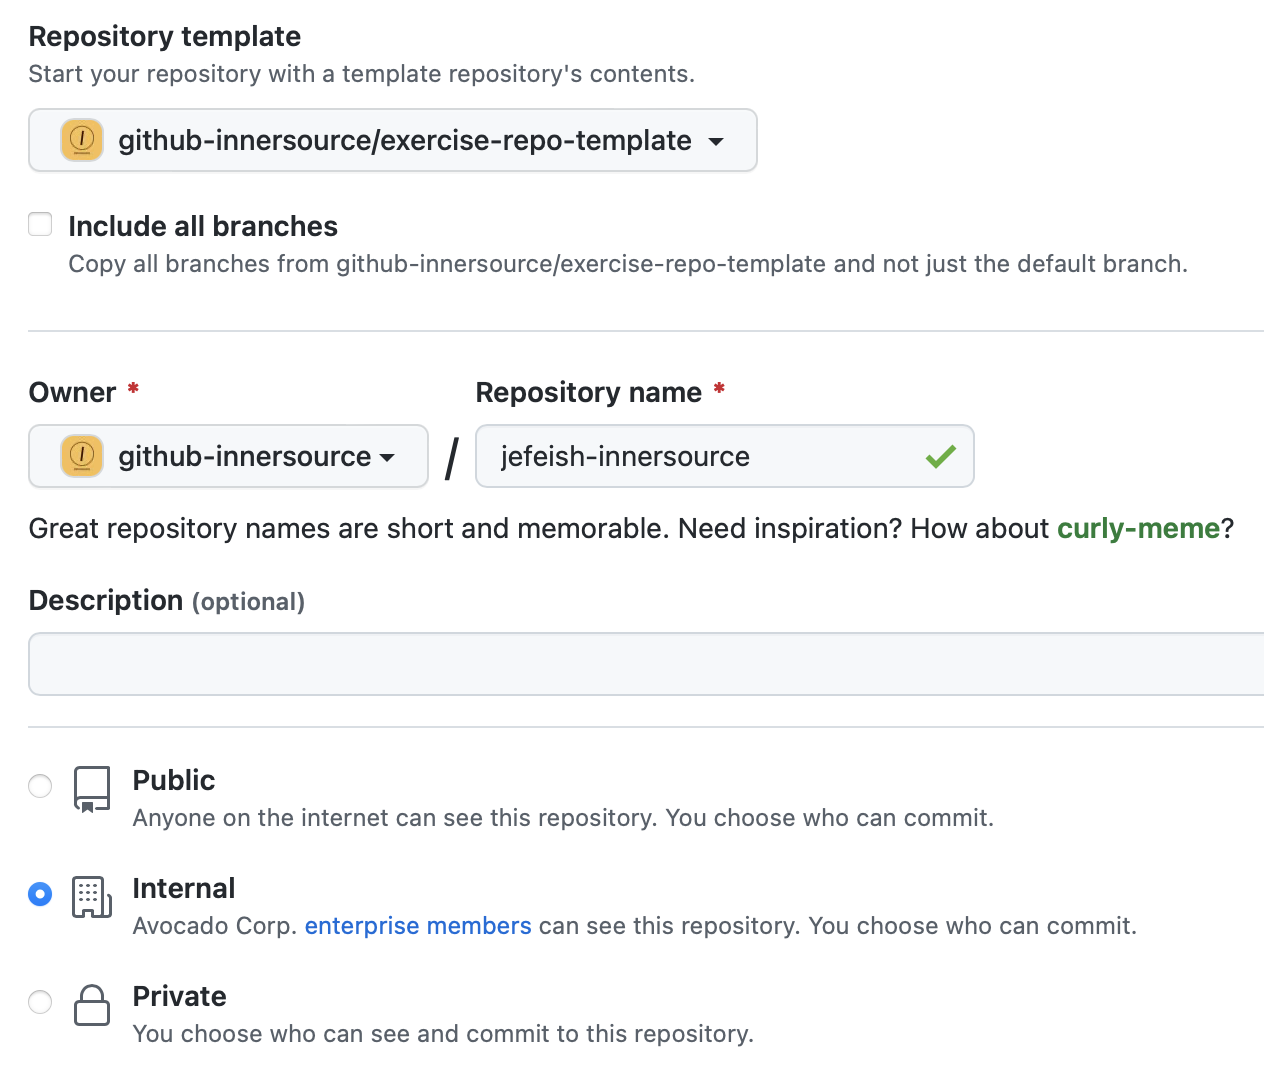 Repository template
Start your repository with a template repository's contents.
github-innersource/exercise-repo-template
Include all branches
Copy all branches from github-innersource/exercise-repo-template and not just the default branch.
Owner *
Repository name *
github-innersource / jefeish-innersource
Great repository names are short and memorable. Need inspiration? How about curly-meme?
Description (optional)
Public
Anyone on the internet can see this repository. You choose who can commit.
Internal
Avocado Corp. enterprise members can see this repository. You choose who can commit.
Private
You choose who can see and commit to this repository.